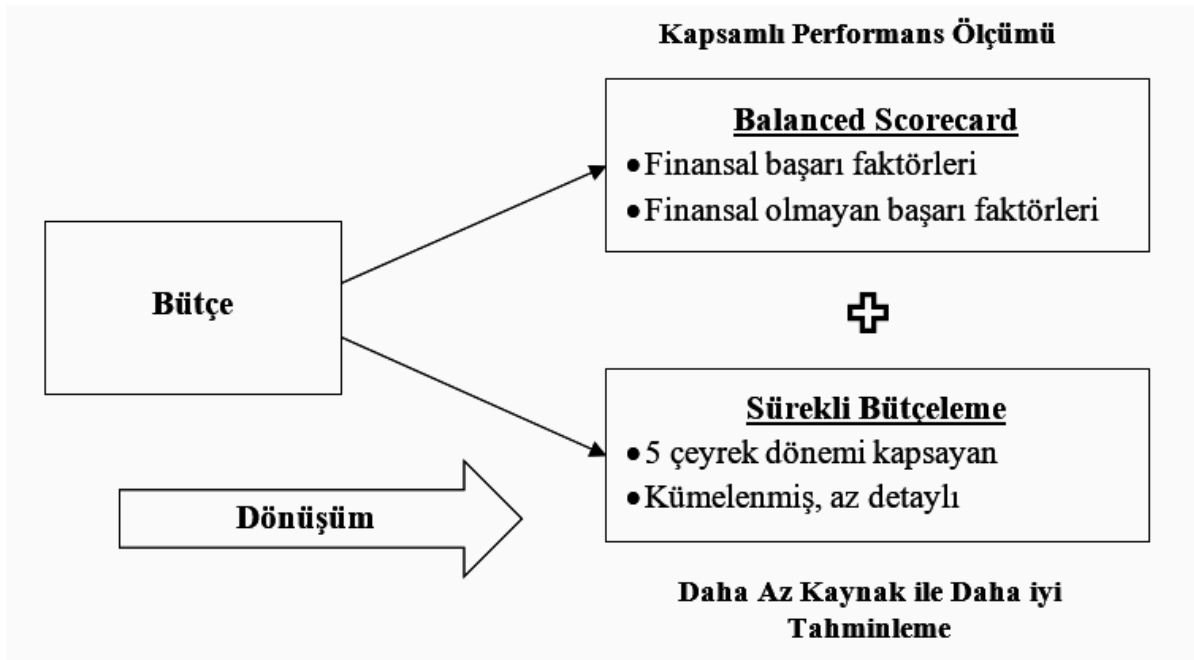 Kapsamlı Performans Ölçümü
Balanced Scorecard
•Finansal başarı faktörleri
•Finansal olmayan başarı faktörleri
Bütçe
Sürekli Bütçeleme
•5 çeyrek dönemi kapsayan
•Kümelenmiş, az detaylı
Dönüşüm
Daha Az Kaynak ile Daha iyi
Tahminleme